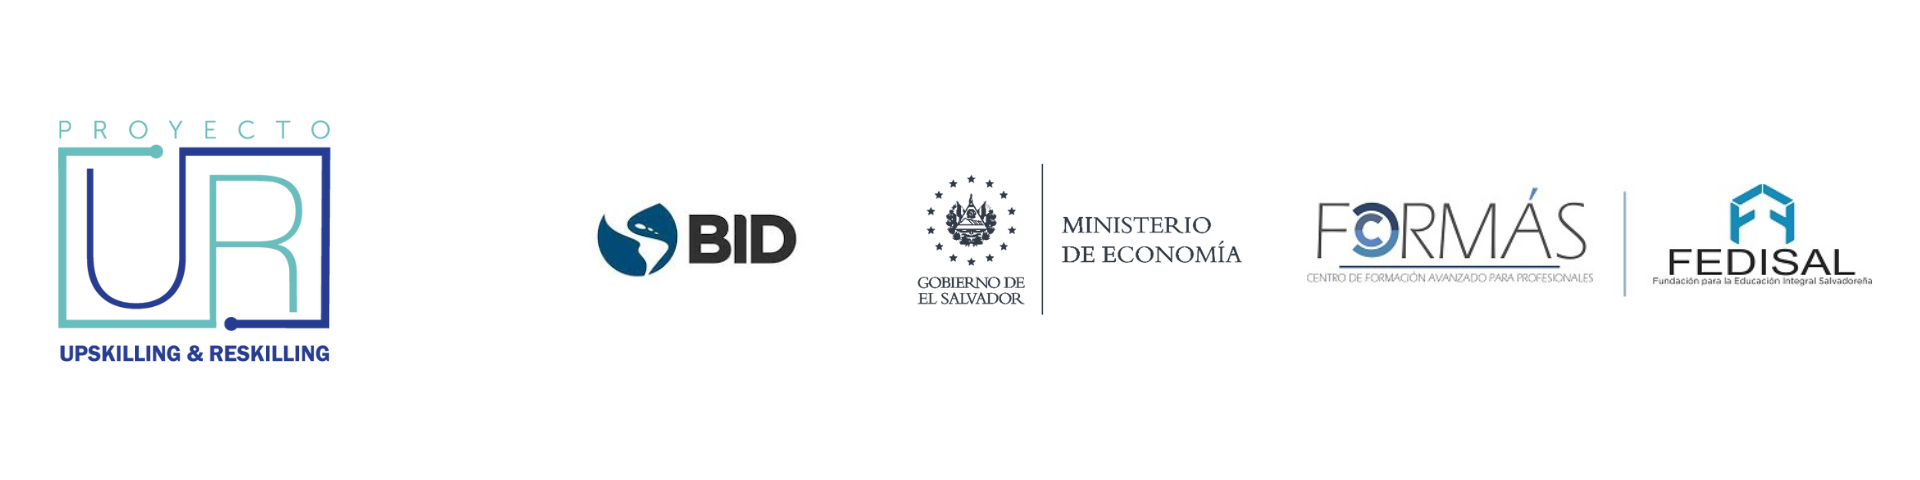 PROYECTO
UR
UPSKILLING & RESKILLING
BID
GOBIERNO DE
EL SALVADOR
MINISTERIO
DE ECONOMÍA
FORMÁS
CENTRO DE FORMACIÓN AVANZADO PARA PROFESIONALES
FEDISAL
Fundación para la Educación Integral Salvadoreña